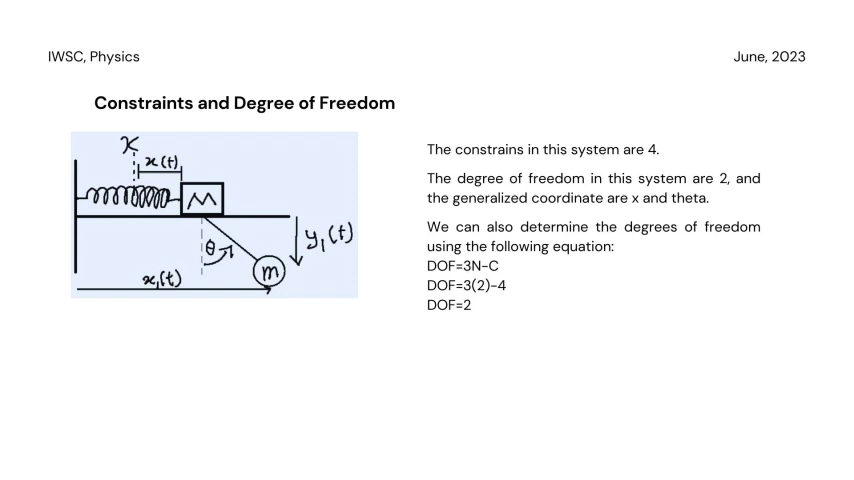 IWSC, Physics
June, 2023
Constraints and Degree of Freedom
x
x(t)
M
θ
m
y₁(t)
x₁(t)
The constrains in this system are 4.
The degree of freedom in this system are 2, and
the generalized coordinate are x and theta.
We can also determine the degrees of freedom
using the following equation:
DOF=3N-C
DOF=3(2)-4
DOF=2